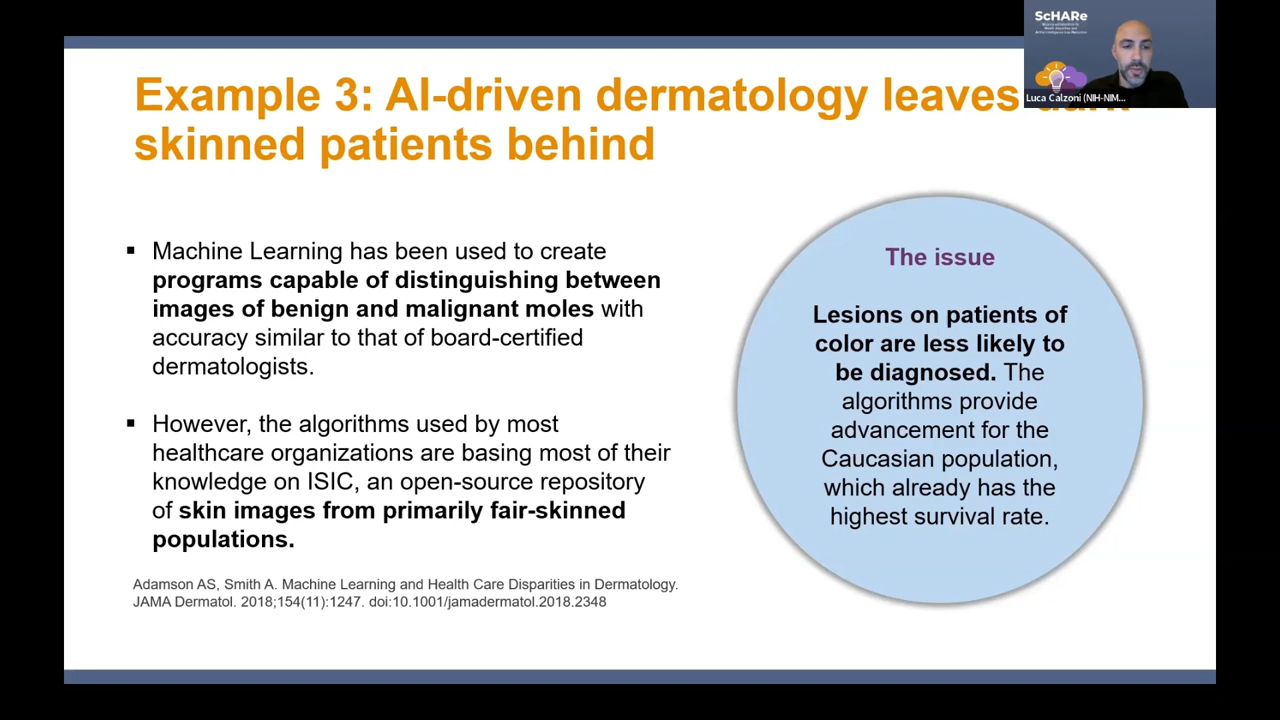 ScHARe
Example 3: AI-driven dermatology leaves
skinned patients behind
Luca Calzoni (NIH-NIM...
▪ Machine Learning has been used to create
programs capable of distinguishing between
images of benign and malignant moles with
accuracy similar to that of board-certified
dermatologists.
▪ However, the algorithms used by most
healthcare organizations are basing most of their
knowledge on ISIC, an open-source repository
of skin images from primarily fair-skinned
populations.
Adamson AS, Smith A. Machine Learning and Health Care Disparities in Dermatology.
JAMA Dermatol. 2018;154(11):1247. doi:10.1001/jamadermatol.2018.2348
The issue
Lesions on patients of
color are less likely to
be diagnosed. The
algorithms provide
advancement for the
Caucasian population,
which already has the
highest survival rate.